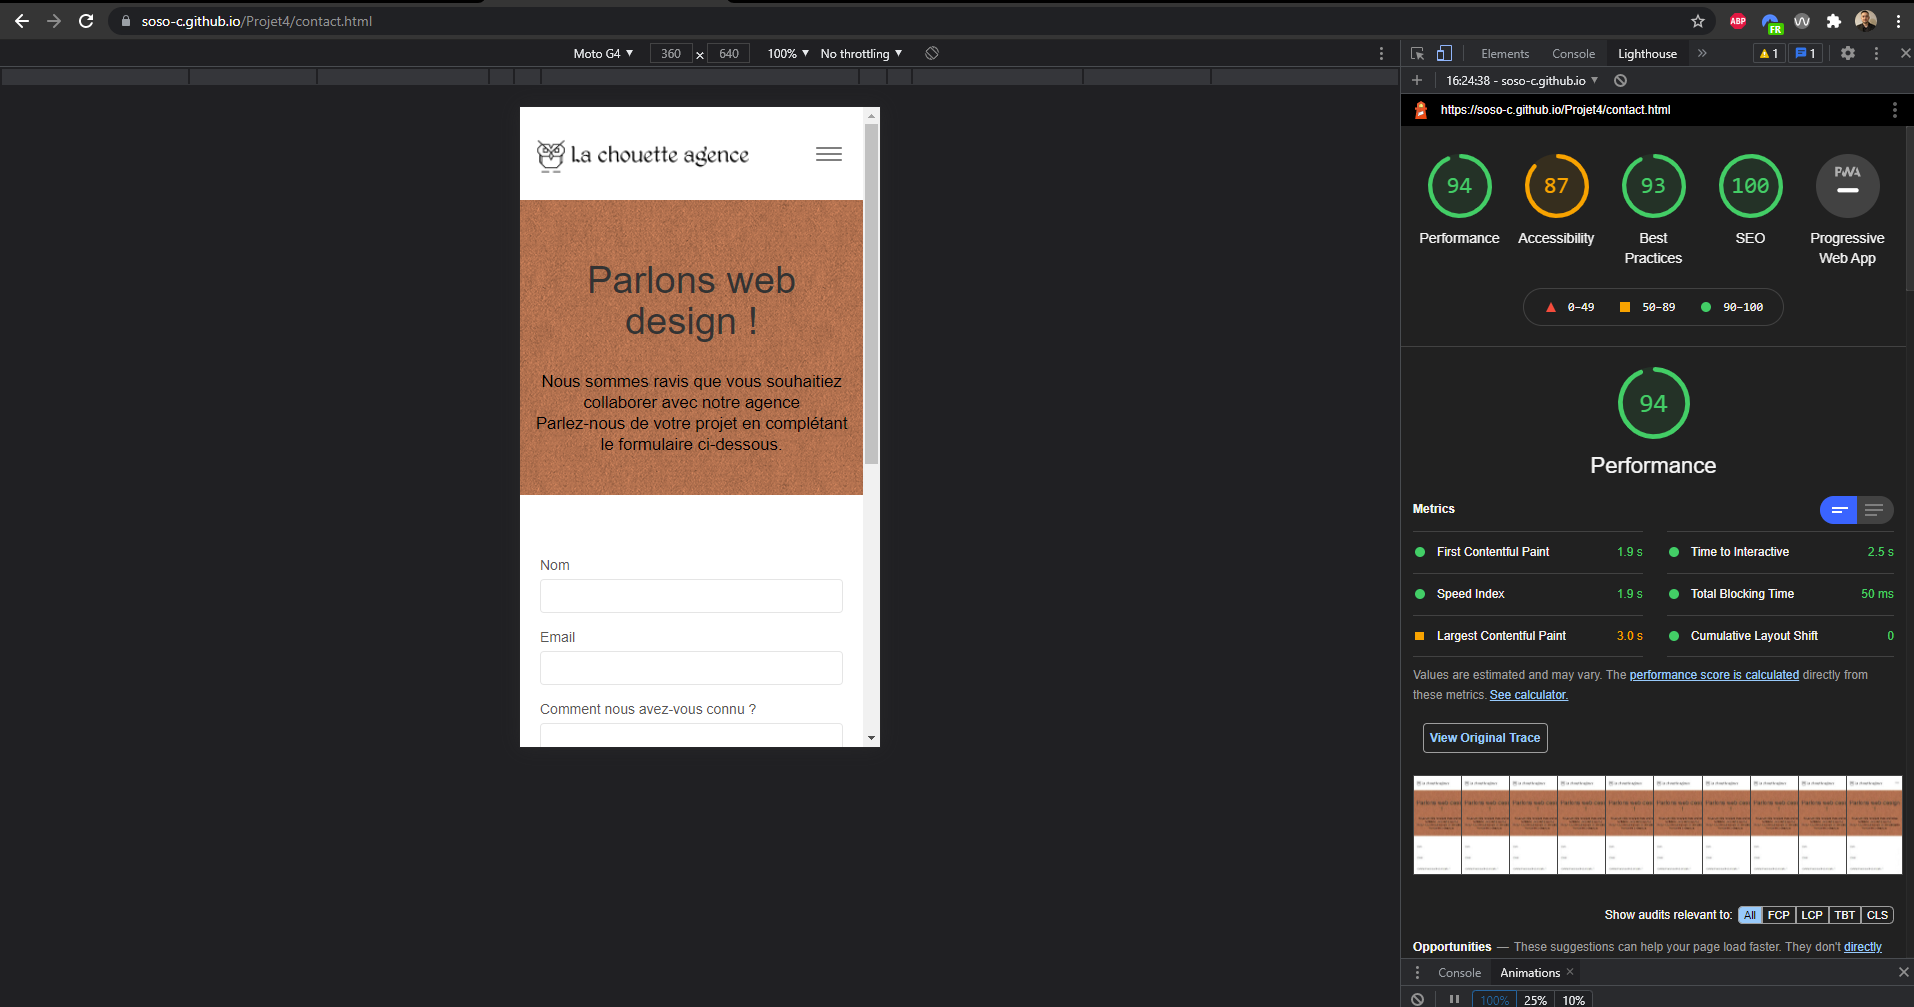 soso-c.github.io/Projet4/contact.html
ABP
FR
Moto G4 ▼ 360 x 640 100% ▼ No throttling ▼
Elements Console Lighthouse » 1 1
+ 16:24:38 - soso-c.github.io ▼
https://soso-c.github.io/Projet4/contact.html
La chouette agence
Parlons web
design !
Nous sommes ravis que vous souhaitiez
collaborer avec notre agence
Parlez-nous de votre projet en complétant
le formulaire ci-dessous.
Nom
Email
Comment nous avez-vous connu ?
94 87 93 100 PWA
Performance Accessibility Best Practices SEO Progressive Web App
0–49 50–89 90–100
94
Performance
Metrics
First Contentful Paint 1.9 s
Time to Interactive 2.5 s
Speed Index 1.9 s
Total Blocking Time 50 ms
Largest Contentful Paint 3.0 s
Cumulative Layout Shift 0
Values are estimated and may vary. The performance score is calculated directly from
these metrics. See calculator.
View Original Trace
Show audits relevant to: All FCP LCP TBT CLS
Opportunities — These suggestions can help your page load faster. They don't directly
Console Animations ×
100% 25% 10%